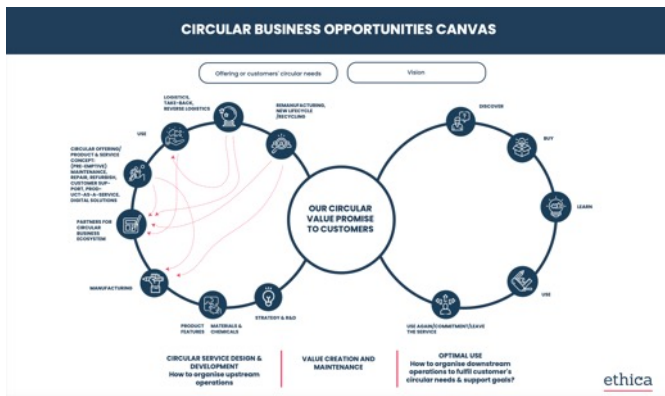 CIRCULAR BUSINESS OPPORTUNITIES CANVAS
Offering or customers' circular needs
Vision
LOGISTICS,
TAKE-BACK,
REVERSE LOGISTICS
REMANUFACTURING,
NEW LIFECYCLE
/RECYCLING
USE
CIRCULAR OFFERING/
PRODUCT & SERVICE
CONCEPT:
(PRE-EMPTIVE)
MAINTENANCE,
REPAIR, REFURBISH,
CUSTOMER SUP-
PORT, PROD-
UCT-AS-A-SERVICE,
DIGITAL SOLUTIONS
PARTNERS FOR
CIRCULAR
BUSINESS
ECOSYSTEM
MANUFACTURING
PRODUCT
FEATURES
MATERIALS &
CHEMICALS
STRATEGY & R&D
OUR CIRCULAR
VALUE PROMISE
TO CUSTOMERS
DISCOVER
BUY
LEARN
USE
USE AGAIN/COMMITMENT/LEAVE
THE SERVICE
CIRCULAR SERVICE DESIGN &
DEVELOPMENT
How to organise upstream
operations
VALUE CREATION AND
MAINTENANCE
OPTIMAL USE
How to organise downstream
operations to fulfil customer's
circular needs & support goals?
ethica